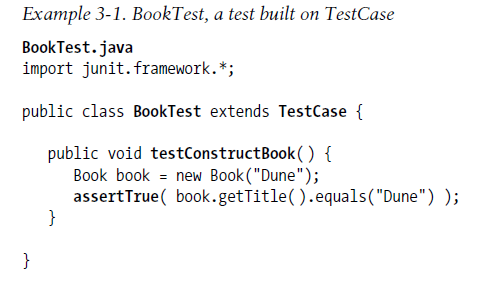 Example 3-1. BookTest, a test built on TestCase
BookTest.java
import junit.framework.*;
public class BookTest extends TestCase {
public void testConstructBook() {
Book book = new Book("Dune");
assertTrue( book.getTitle().equals("Dune") );
}
}